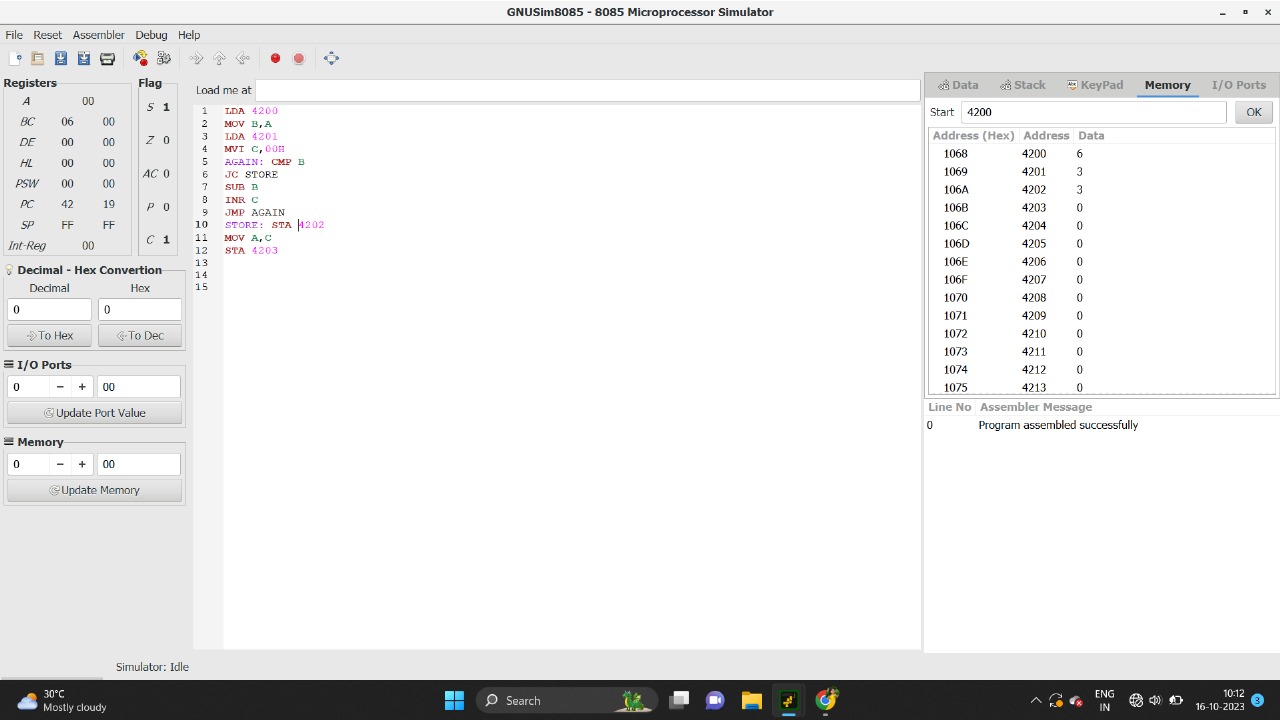 GNUSim8085 - 8085 Microprocessor Simulator
File Reset Assembler Debug Help
Registers
A 00
BC 06 00
DE 00 00
HL 00 00
PSW 00 00
PC 42 19
SP FF FF
Int-Reg 00
Flag
S 1
Z 0
AC 0
P 0
C 1
Decimal - Hex Convertion
Decimal Hex
0 0
To Hex To Dec
I/O Ports
0 − + 00
Update Port Value
Memory
0 − + 00
Update Memory
Load me at
1 LDA 4200
2 MOV B,A
3 LDA 4201
4 MVI C,00H
5 AGAIN: CMP B
6 JC STORE
7 SUB B
8 INR C
9 JMP AGAIN
10 STORE: STA 4202
11 MOV A,C
12 STA 4203
13
14
15
Data Stack KeyPad Memory I/O Ports
Start 4200 OK
Address (Hex) Address Data
1068 4200 6
1069 4201 3
106A 4202 3
106B 4203 0
106C 4204 0
106D 4205 0
106E 4206 0
106F 4207 0
1070 4208 0
1071 4209 0
1072 4210 0
1073 4211 0
1074 4212 0
1075 4213 0
Line No Assembler Message
0 Program assembled successfully
Simulator: Idle
30°C
Mostly cloudy
Search
ENG
IN
10:12
16-10-2023
3